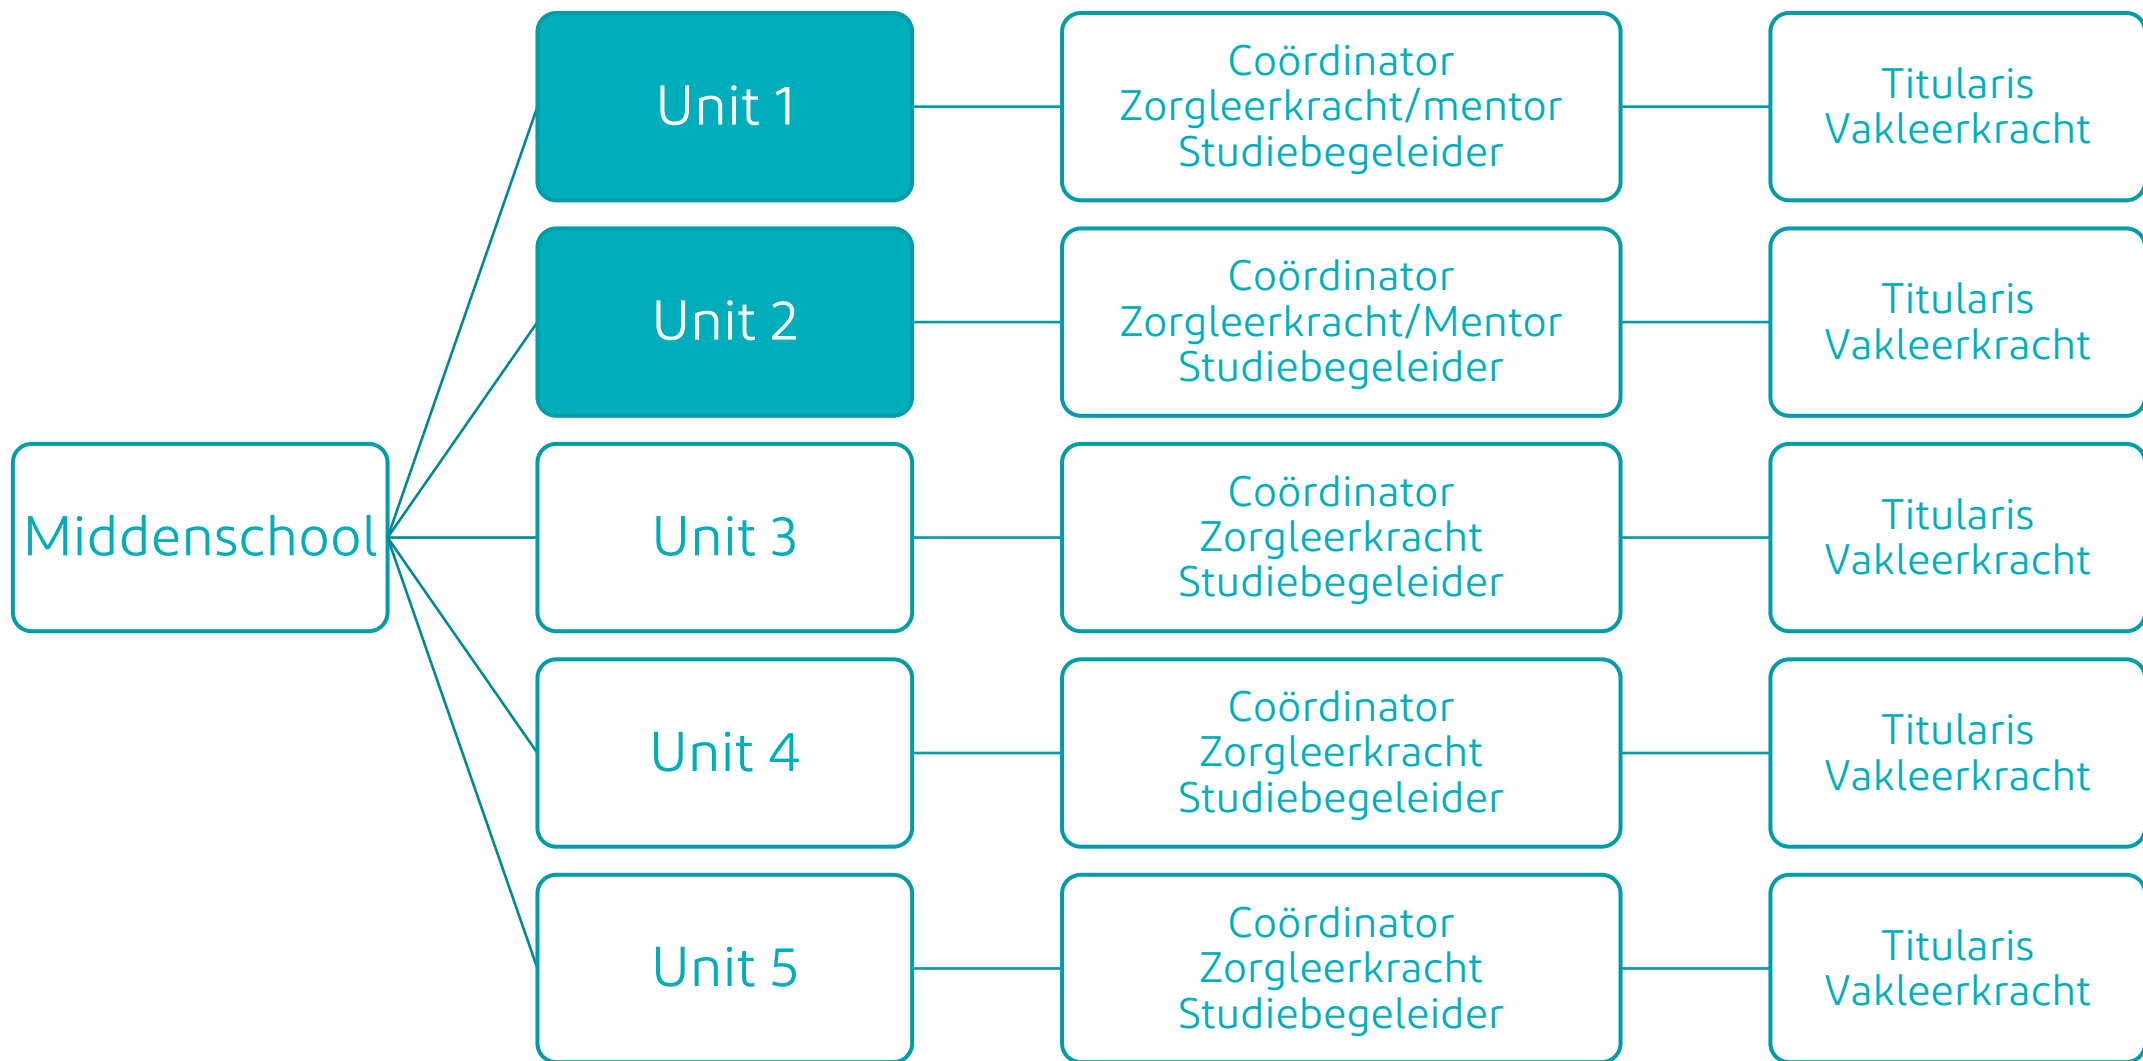 Middenschool
Unit 1
Coördinator
Zorgleerkracht/mentor
Studiebegeleider
Titularis
Vakleerkracht
Unit 2
Coördinator
Zorgleerkracht/Mentor
Studiebegeleider
Titularis
Vakleerkracht
Unit 3
Coördinator
Zorgleerkracht
Studiebegeleider
Titularis
Vakleerkracht
Unit 4
Coördinator
Zorgleerkracht
Studiebegeleider
Titularis
Vakleerkracht
Unit 5
Coördinator
Zorgleerkracht
Studiebegeleider
Titularis
Vakleerkracht